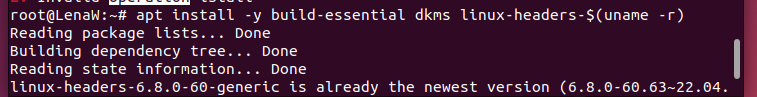 root@LenaW:~# apt install -y build-essential dkms linux-headers-$(uname -r)
Reading package lists... Done
Building dependency tree... Done
Reading state information... Done
linux-headers-6.8.0-60-generic is already the newest version (6.8.0-60.63~22.04.